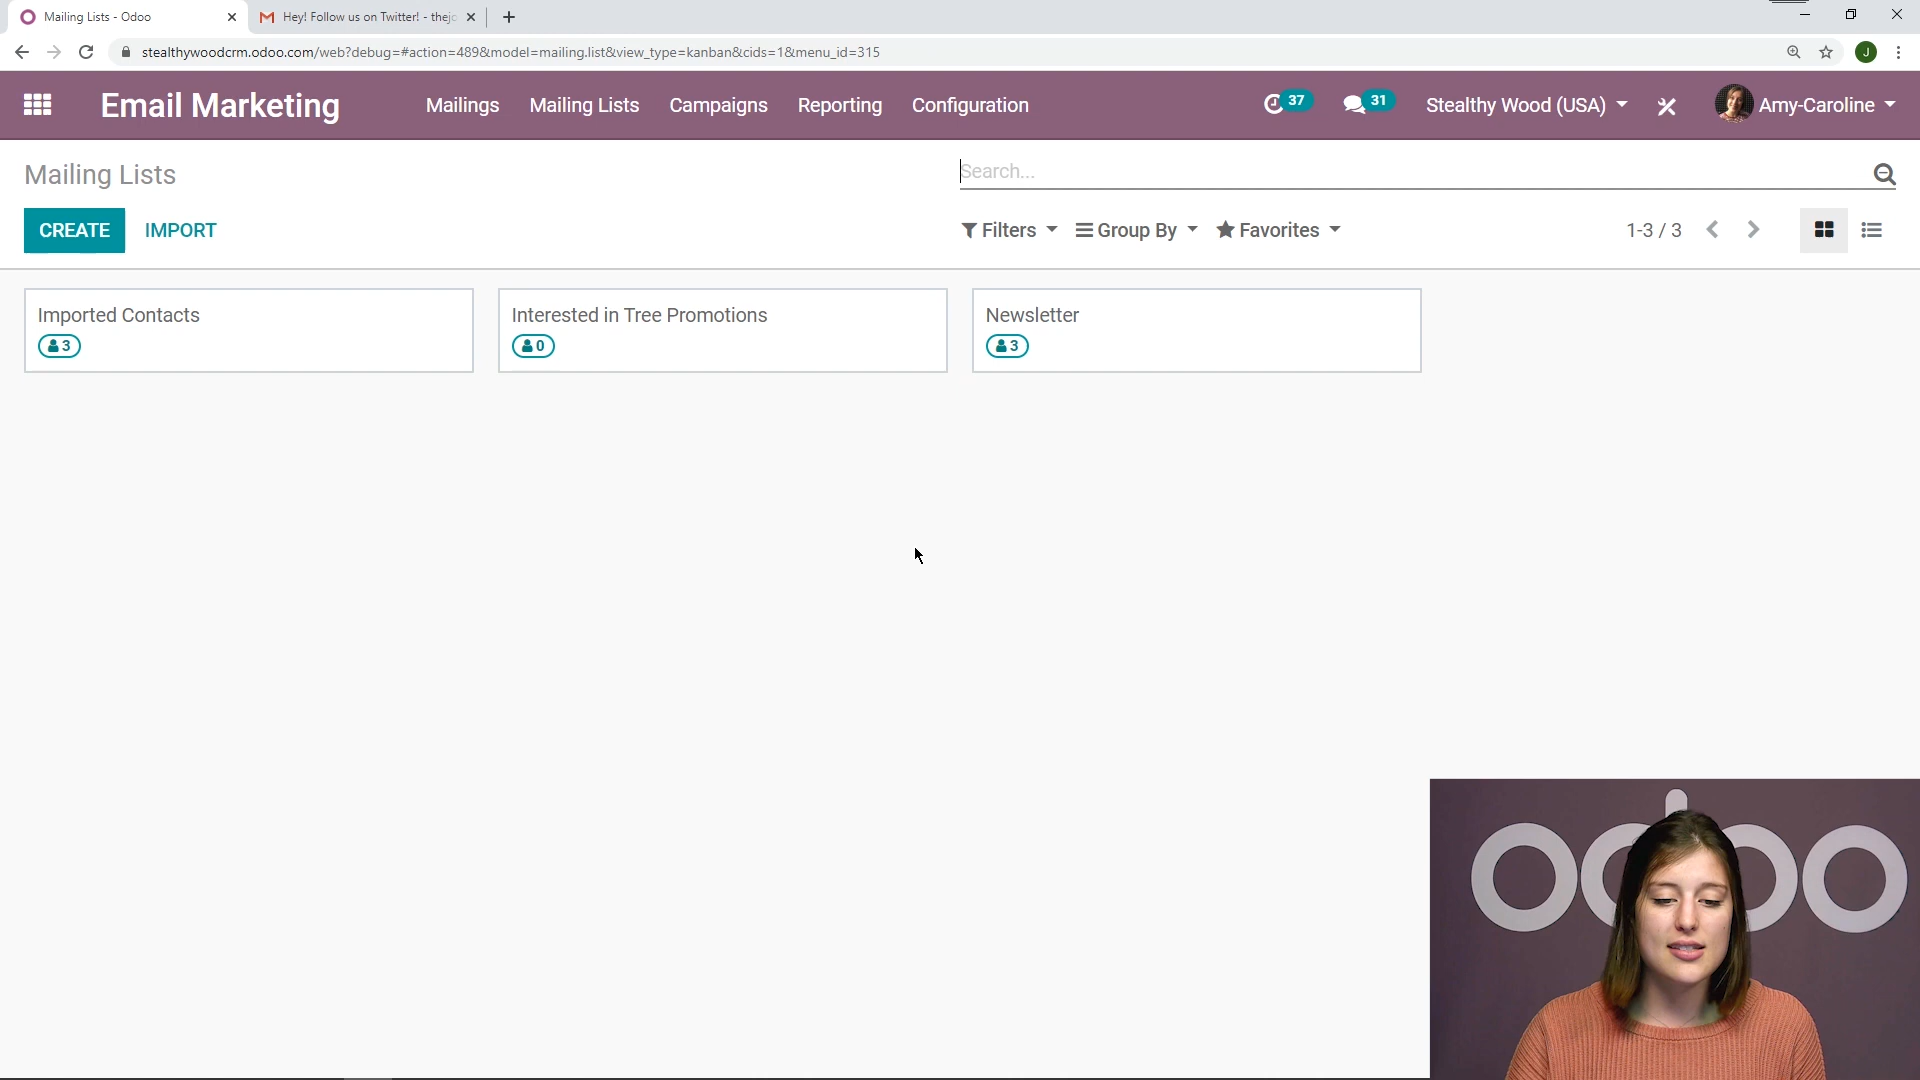 Mailing Lists - Odoo
Hey! Follow us on Twitter! - thejo
stealthywoodcrm.odoo.com/web?debug=#action=489&model=mailing.list&view_type=kanban&cids=1&menu_id=315
J
Email Marketing
Mailings
Mailing Lists
Campaigns
Reporting
Configuration
37
31
Stealthy Wood (USA)
Amy-Caroline
Mailing Lists
Search...
CREATE
IMPORT
Filters
Group By
Favorites
1-3 / 3
Imported Contacts
3
Interested in Tree Promotions
0
Newsletter
3
odoo